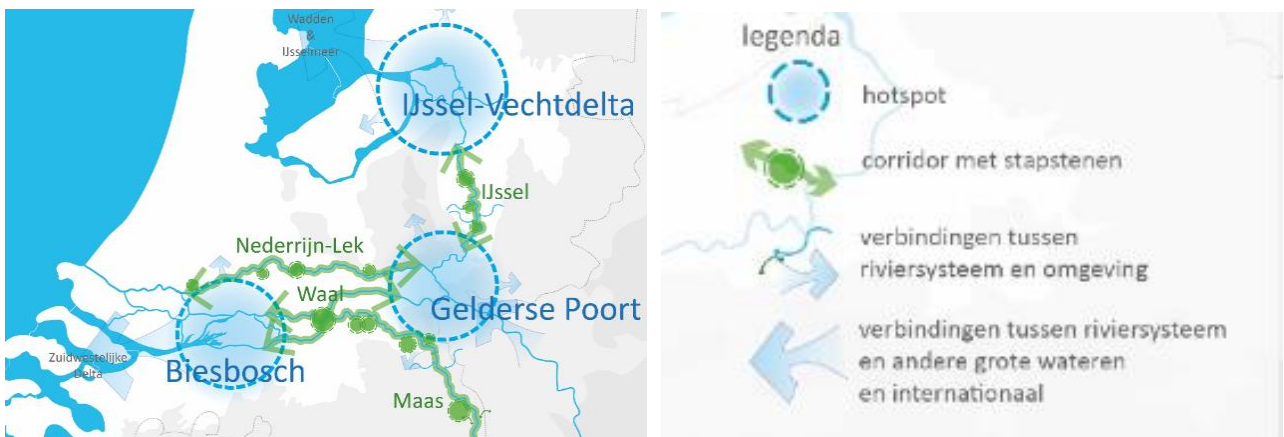 Wadden
&
IJsselmeer
IJssel-Vechtdelta
IJssel
Nederrijn-Lek
Waal
Gelderse Poort
Zuidwestelijke
Delta
Biesbosch
Maas
legenda
hotspot
corridor met stapstenen
verbindingen tussen
riviersysteem en omgeving
verbindingen tussen riviersysteem
en andere grote wateren
en internationaal